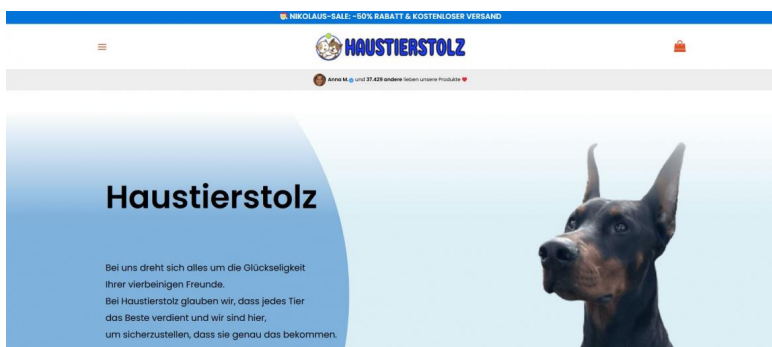 NIKOLAUS-SALE: -50% RABATT & KOSTENLOSER VERSAND
HAUSTIERSTOLZ
Anna M. und 37.429 andere lieben unsere Produkte
Haustierstolz
Bei uns dreht sich alles um die Glückseligkeit
Ihrer vierbeinigen Freunde.
Bei Haustierstolz glauben wir, dass jedes Tier
das Beste verdient und wir sind hier,
um sicherzustellen, dass sie genau das bekommen.